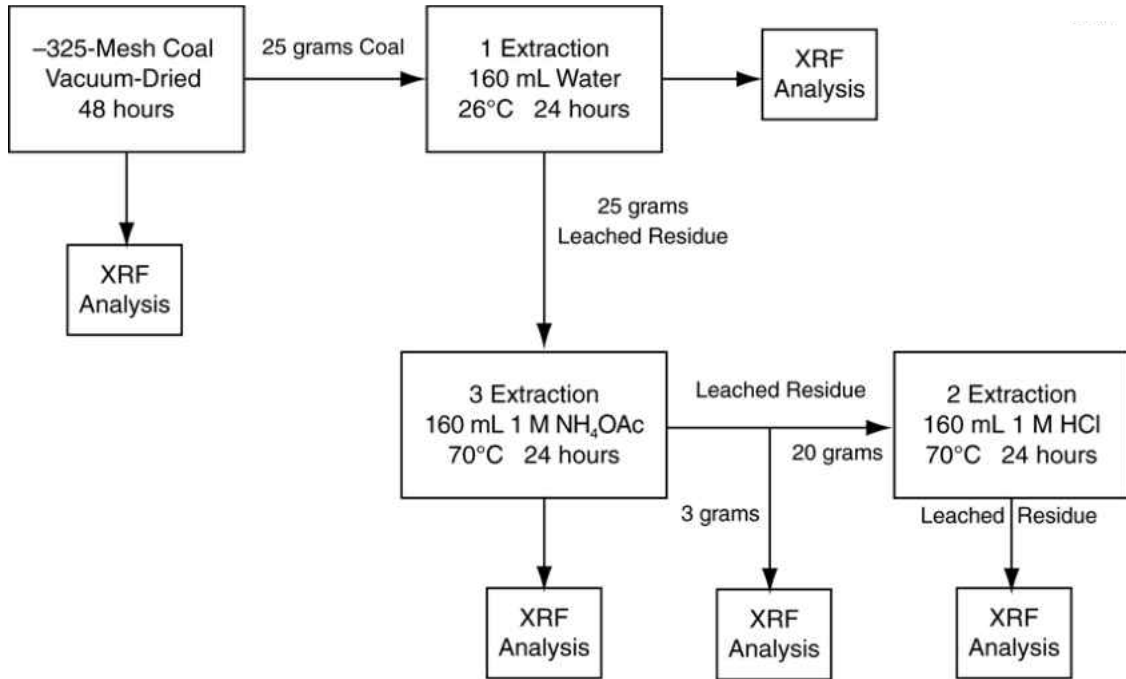 –325-Mesh Coal
Vacuum-Dried
48 hours
25 grams Coal
1 Extraction
160 mL Water
26°C 24 hours
XRF
Analysis
XRF
Analysis
25 grams
Leached Residue
3 Extraction
160 mL 1 M NH₄OAc
70°C 24 hours
Leached Residue
20 grams
3 grams
2 Extraction
160 mL 1 M HCl
70°C 24 hours
Leached Residue
XRF
Analysis
XRF
Analysis
XRF
Analysis